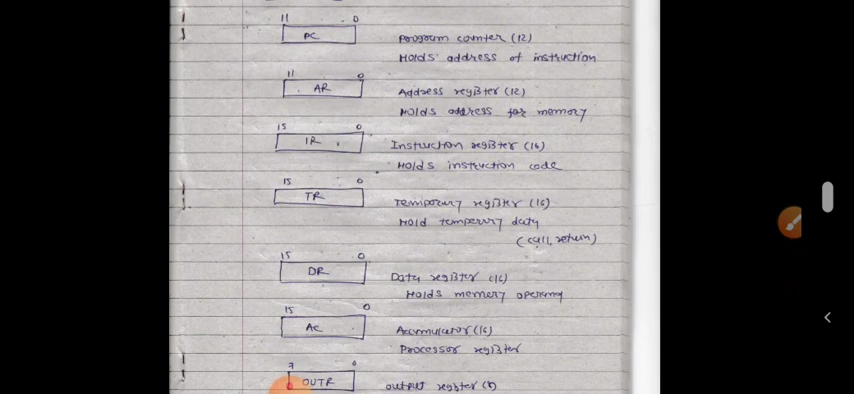 11 0
PC Program counter (12)
Holds address of instruction
11 0
AR Address register (12)
Holds address for memory
15 0
IR Instruction register (16)
Holds instruction code
15 0
TR Temporary register (16)
Hold temperary data
(call, return)
15 0
DR Data register (16)
Holds memory operand
15 0
AC Acumulator (16)
Processor register
7 0
OUTR output register (8)